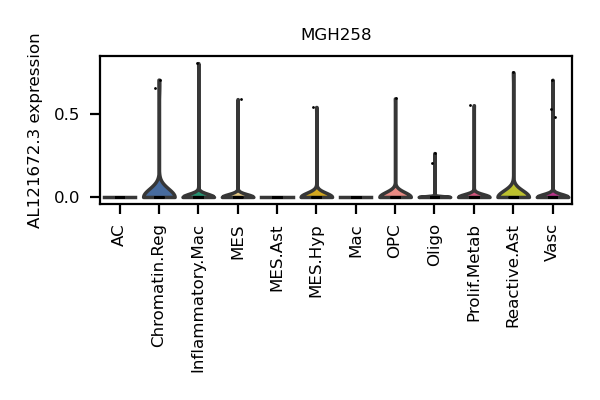 MGH258
AL121672.3 expression
0.5
0.0
AC
Chromatin.Reg
Inflammatory.Mac
MES
MES.Ast
MES.Hyp
Mac
OPC
Oligo
Prolif.Metab
Reactive.Ast
Vasc